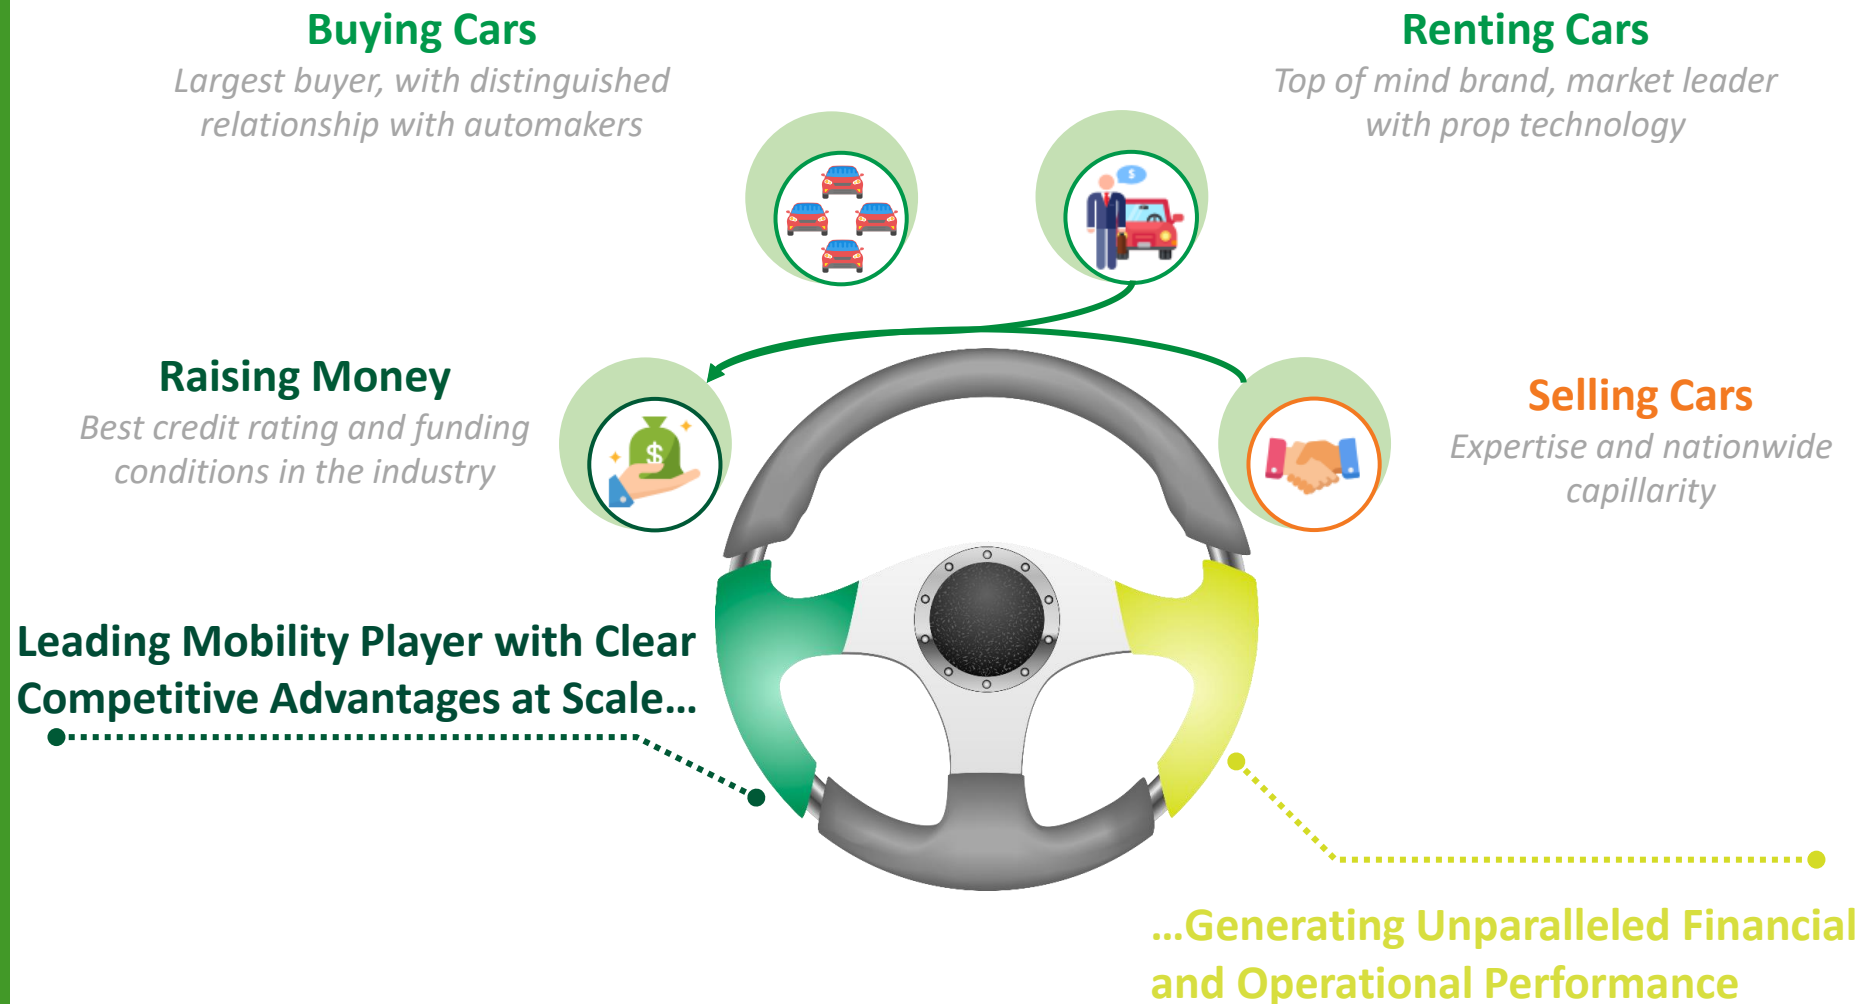 Buying Cars
Largest buyer, with distinguished
relationship with automakers
Renting Cars
Top of mind brand, market leader
with prop technology
$
Raising Money
Best credit rating and funding
conditions in the industry
$
Selling Cars
Expertise and nationwide
capillarity
Leading Mobility Player with Clear
Competitive Advantages at Scale…
…Generating Unparalleled Financial
and Operational Performance